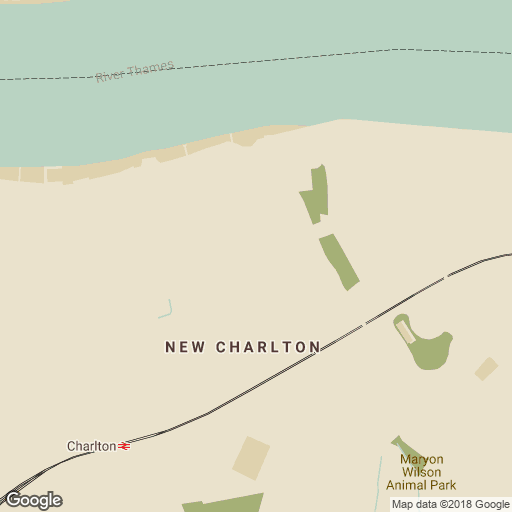 River Thames
NEW CHARLTON
Charlton
Maryon
Wilson
Animal Park
Google
Map data ©2018 Google